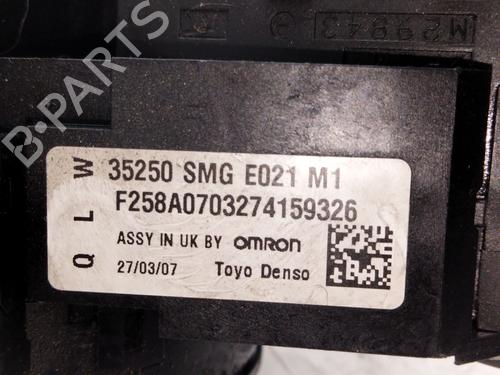 M29943
35250 SMG E021 M1
F258A0703274159326
ASSY IN UK BY OMRON
27/03/07 Toyo Denso
Q L W
B-PARTS